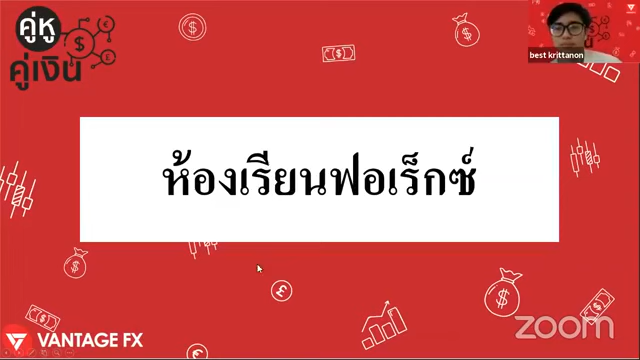 คู่หู
คู่เงิน
best krittanon
ห้องเรียนฟอเร็กซ์
VANTAGE FX
zoom